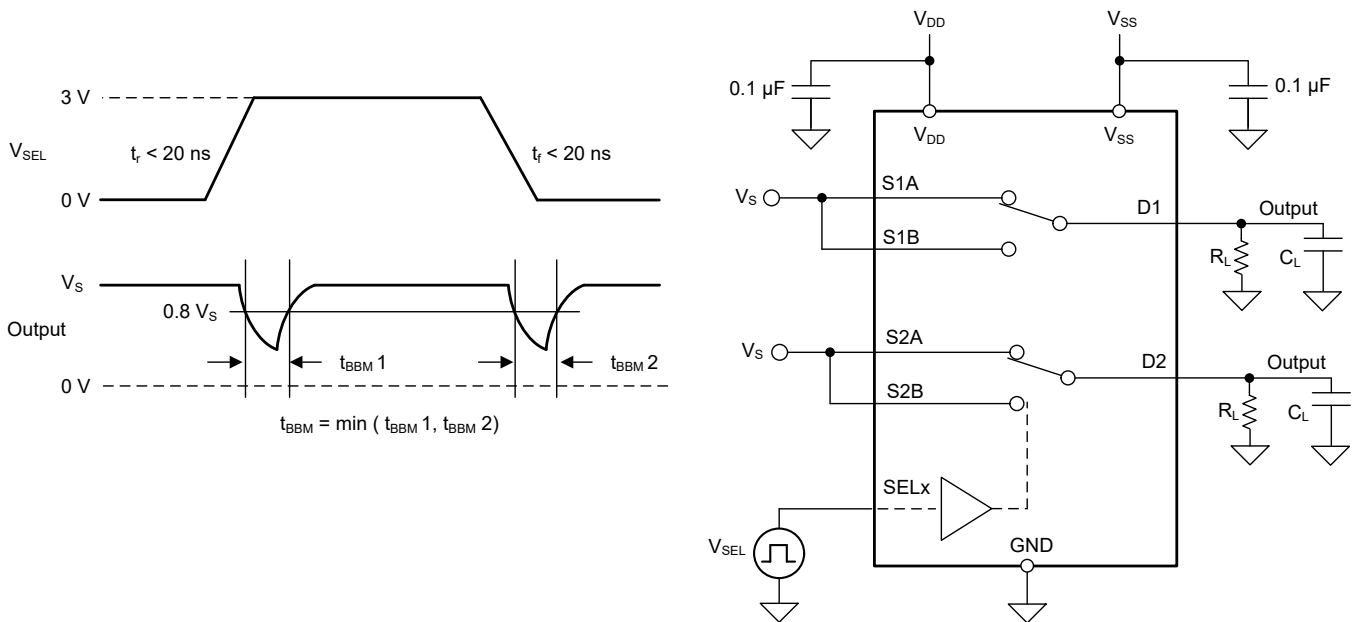 3 V
V_SEL
t_r < 20 ns
t_f < 20 ns
0 V
V_S
0.8 V_S
Output
t_BBM 1
t_BBM 2
0 V
t_BBM = min ( t_BBM 1, t_BBM 2)
V_DD
V_SS
0.1 µF
0.1 µF
V_DD
V_SS
V_S
S1A
D1
Output
S1B
R_L
C_L
V_S
S2A
D2
Output
S2B
R_L
C_L
SELx
V_SEL
GND